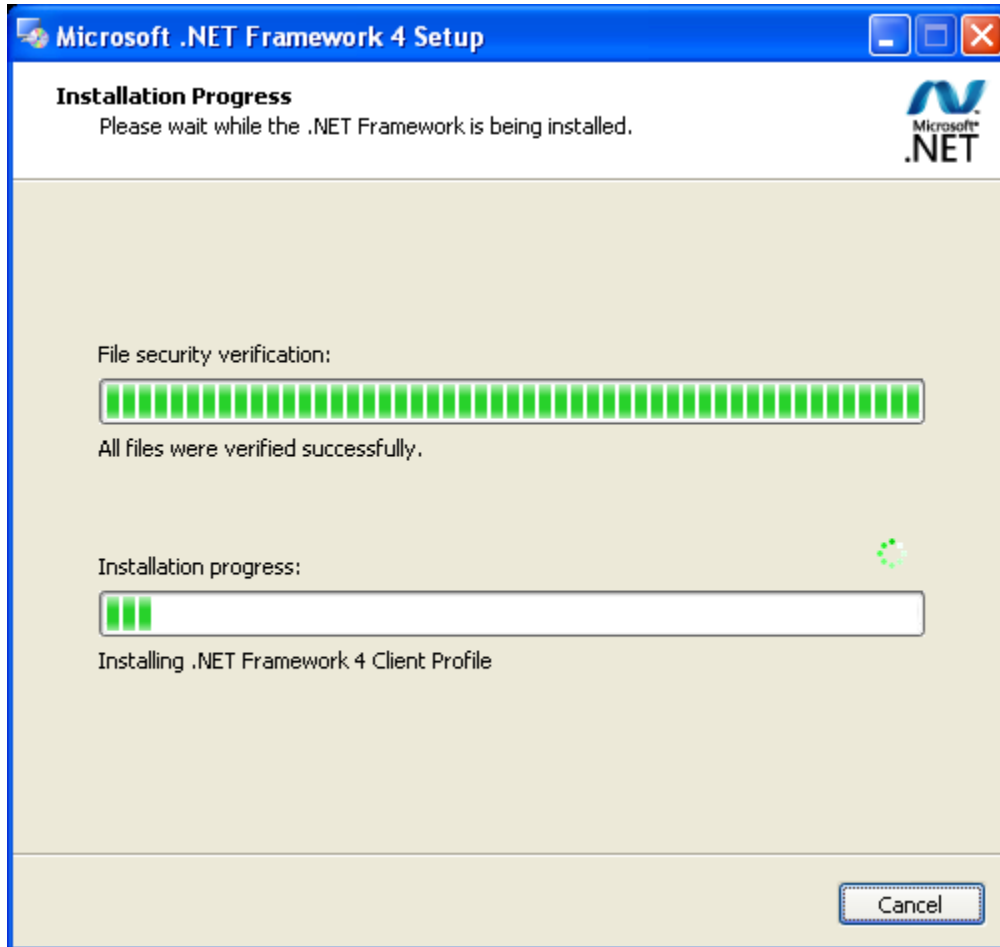 Microsoft .NET Framework 4 Setup
Installation Progress
Please wait while the .NET Framework is being installed.
Microsoft®
.NET
File security verification:
All files were verified successfully.
Installation progress:
Installing .NET Framework 4 Client Profile
Cancel